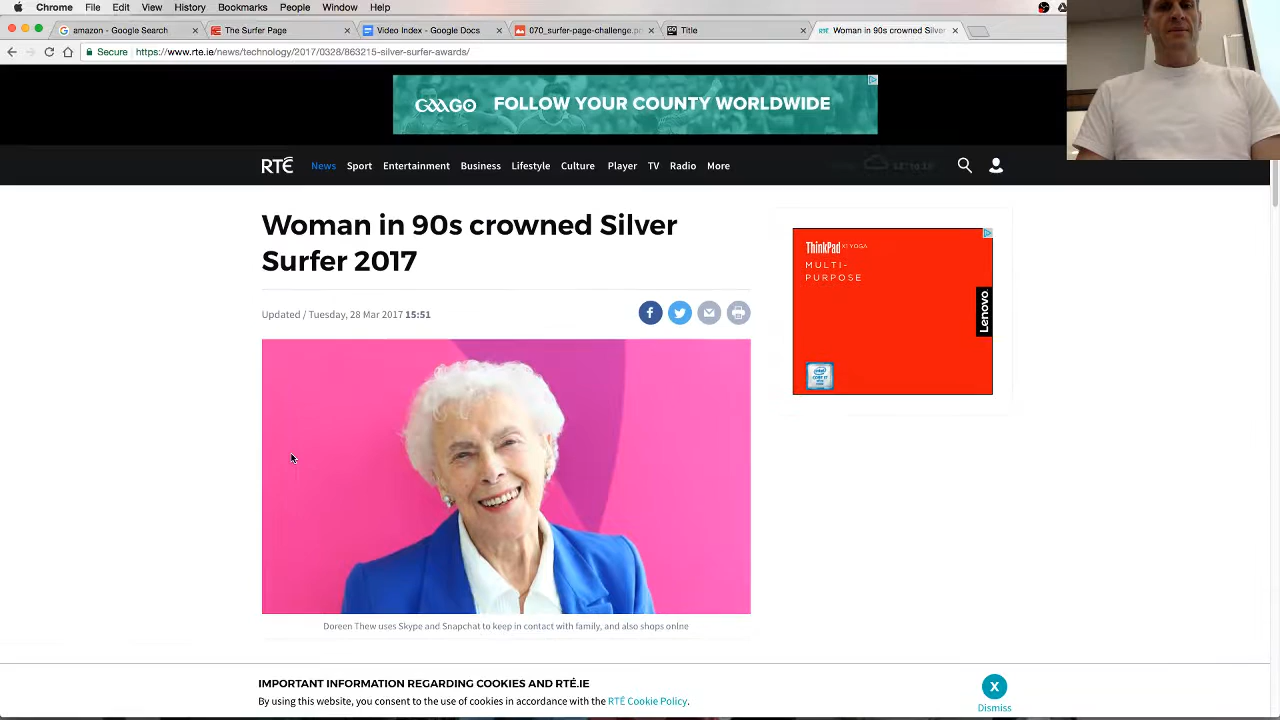 Chrome File Edit View History Bookmarks People Window Help
amazon - Google Search The Surfer Page Video Index - Google Docs 070_surfer-page-challenge.p Title Woman in 90s crowned Silver
Secure https://www.rte.ie/news/technology/2017/0328/863215-silver-surfer-awards/
GAAGO FOLLOW YOUR COUNTY WORLDWIDE
RTÉ News Sport Entertainment Business Lifestyle Culture Player TV Radio More
Woman in 90s crowned Silver
Surfer 2017
Updated / Tuesday, 28 Mar 2017 15:51
ThinkPad X1 YOGA
MULTI-
PURPOSE
Lenovo
Doreen Thew uses Skype and Snapchat to keep in contact with family, and also shops onlne
IMPORTANT INFORMATION REGARDING COOKIES AND RTÉ.IE
By using this website, you consent to the use of cookies in accordance with the RTÉ Cookie Policy.
X
Dismiss